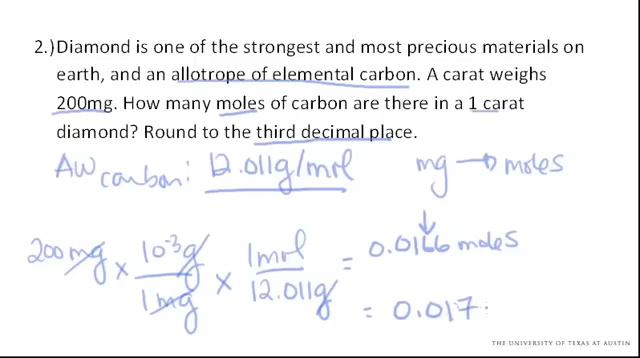 2.) Diamond is one of the strongest and most precious materials on
earth, and an allotrope of elemental carbon. A carat weighs
200mg. How many moles of carbon are there in a 1 carat
diamond? Round to the third decimal place.
AW carbon: 12.011g/mol mg → moles
200mg × 10⁻³g / 1mg × 1mol / 12.011g = 0.0166 moles
= 0.017
THE UNIVERSITY OF TEXAS AT AUSTIN